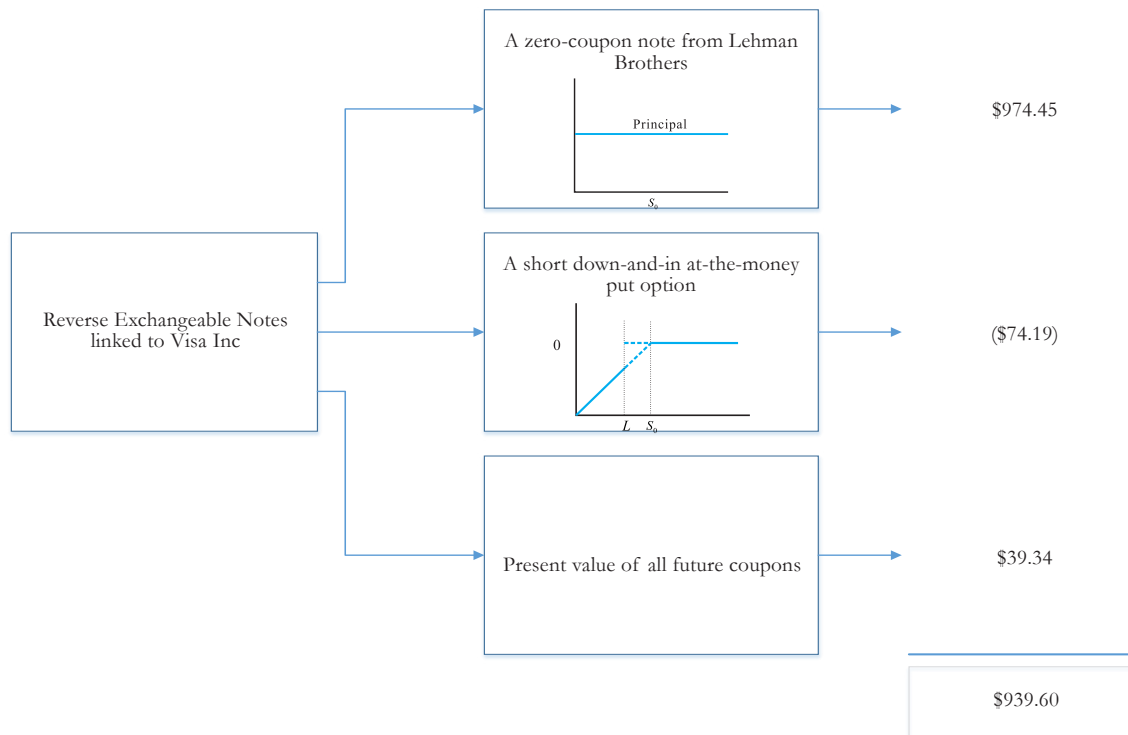 A zero-coupon note from Lehman
Brothers
Principal
S₀
$974.45
Reverse Exchangeable Notes
linked to Visa Inc
A short down-and-in at-the-money
put option
0
L S₀
($74.19)
Present value of all future coupons
$39.34
$939.60